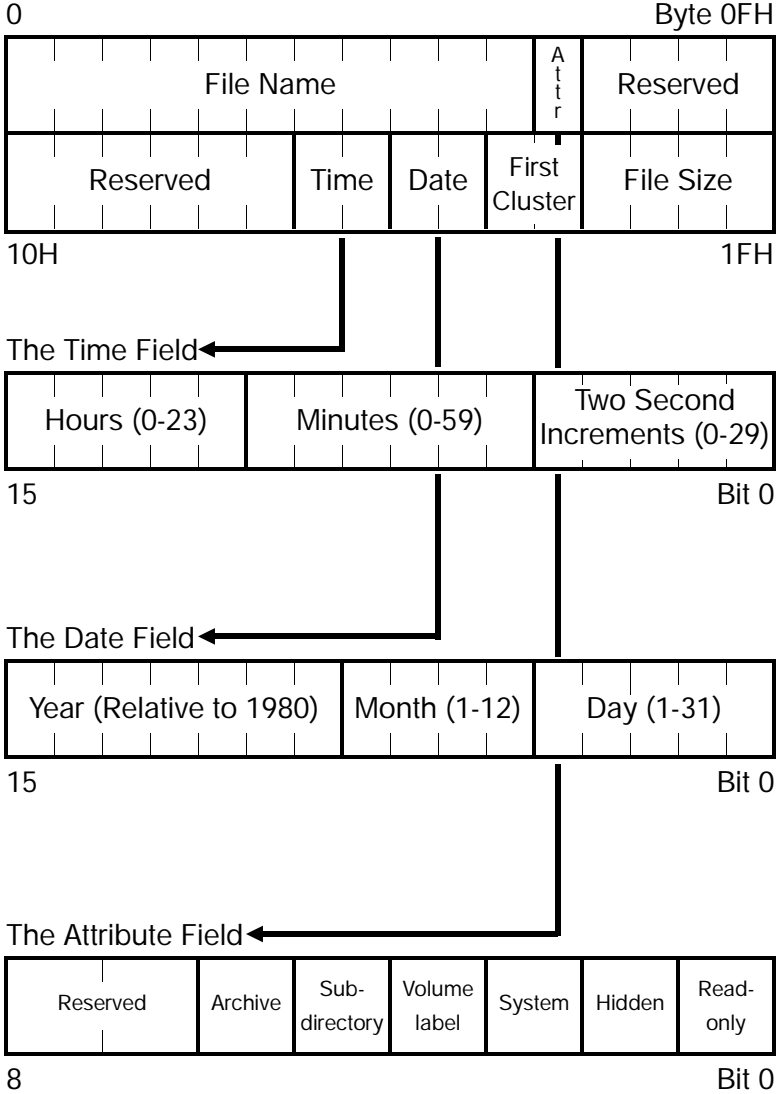 0 Byte 0FH
File Name Attr Reserved
Reserved Time Date First Cluster File Size
10H 1FH
The Time Field
Hours (0-23) Minutes (0-59) Two Second Increments (0-29)
15 Bit 0
The Date Field
Year (Relative to 1980) Month (1-12) Day (1-31)
15 Bit 0
The Attribute Field
Reserved Archive Sub-directory Volume label System Hidden Read-only
8 Bit 0